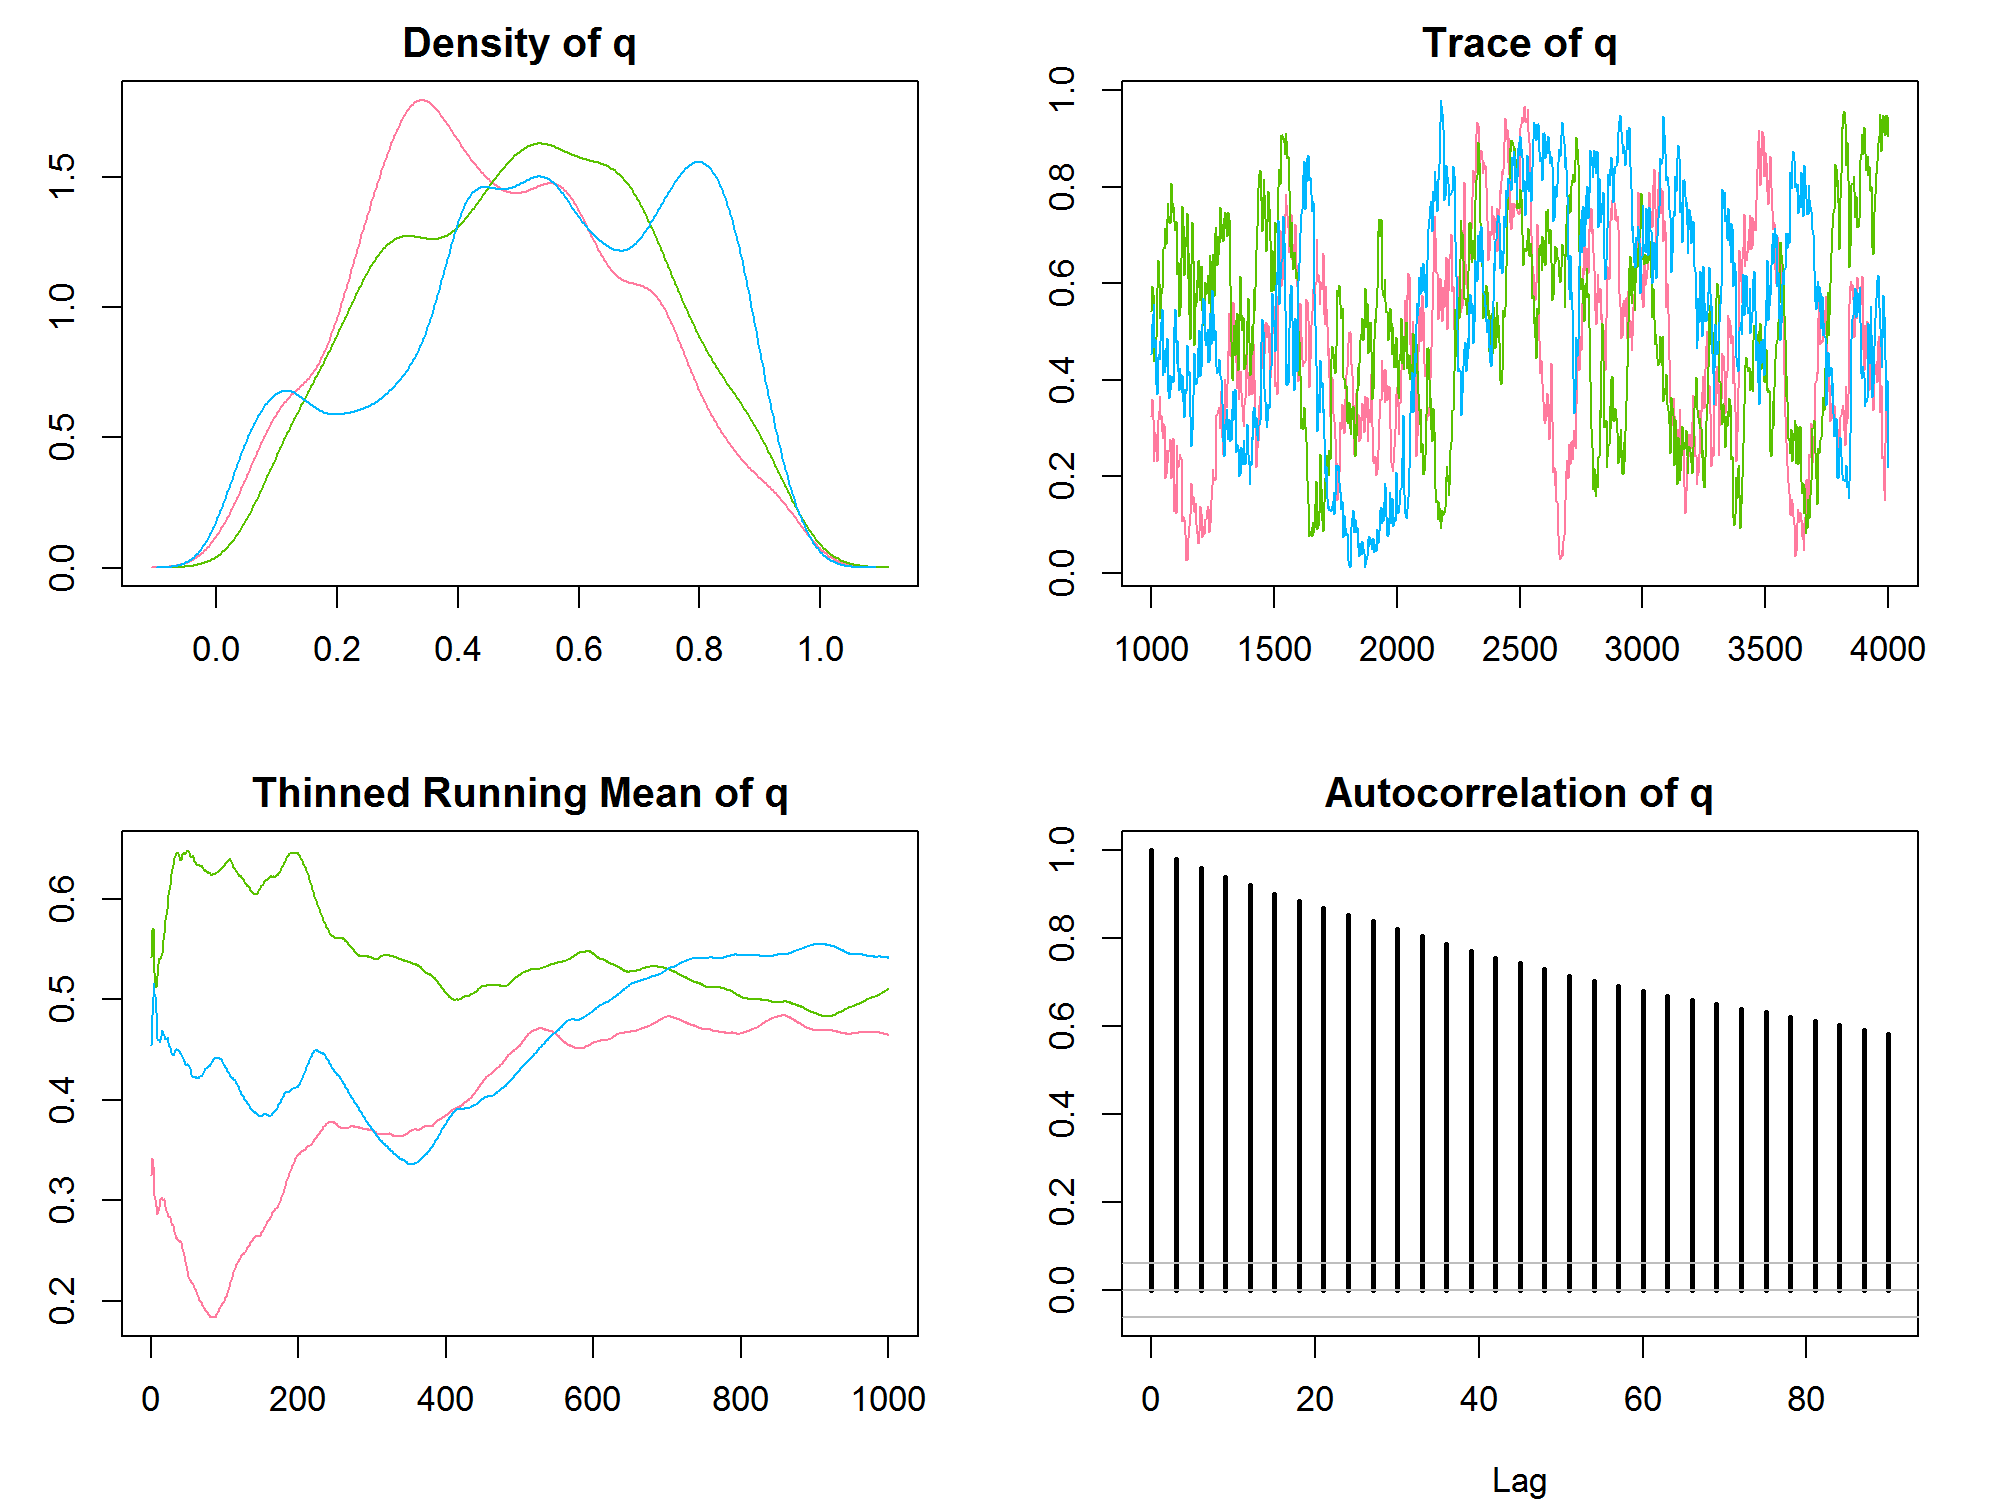 Density of q
0.0 0.5 1.0 1.5
0.0 0.2 0.4 0.6 0.8 1.0
Trace of q
0.0 0.2 0.4 0.6 0.8 1.0
1000 1500 2000 2500 3000 3500 4000
Thinned Running Mean of q
0.2 0.3 0.4 0.5 0.6
0 200 400 600 800 1000
Autocorrelation of q
0.0 0.2 0.4 0.6 0.8 1.0
0 20 40 60 80
Lag